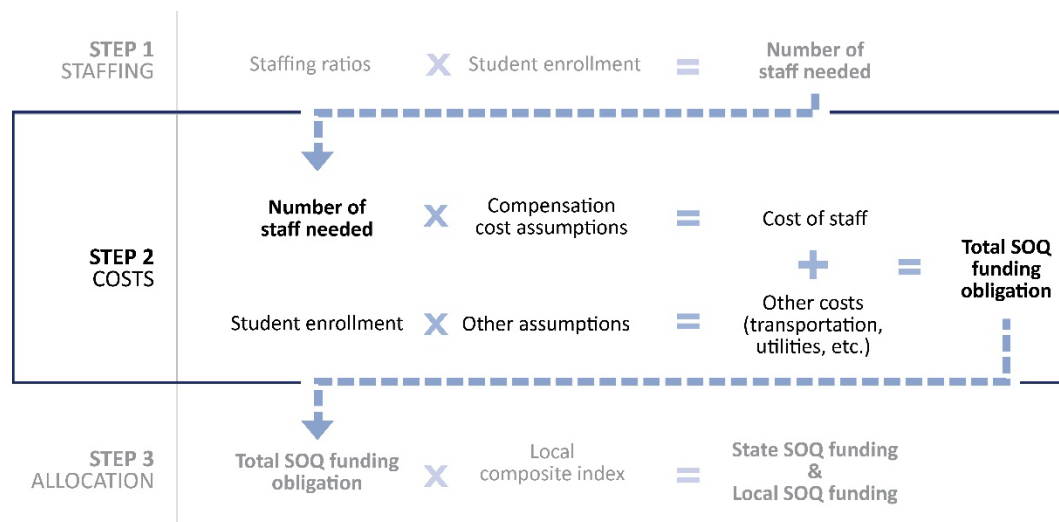 STEP 1
STAFFING
Staffing ratios x Student enrollment = Number of
staff needed
STEP 2
COSTS
Number of
staff needed
x
Compensation
cost assumptions
=
Cost of staff
+
Student enrollment x Other assumptions = Other costs
(transportation,
utilities, etc.)
=
Total SOQ
funding
obligation
STEP 3
ALLOCATION
Total SOQ funding
obligation
x
Local
composite index
=
State SOQ funding
&
Local SOQ funding